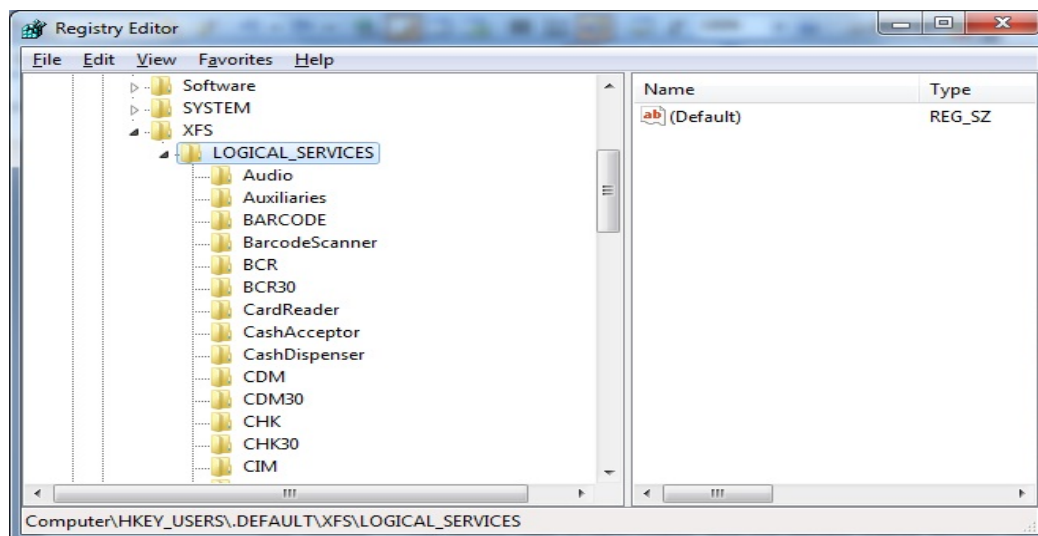 Registry Editor
File Edit View Favorites Help
Software
SYSTEM
XFS
LOGICAL_SERVICES
Audio
Auxiliaries
BARCODE
BarcodeScanner
BCR
BCR30
CardReader
CashAcceptor
CashDispenser
CDM
CDM30
CHK
CHK30
CIM
Name Type
ab (Default) REG_SZ
Computer\HKEY_USERS\.DEFAULT\XFS\LOGICAL_SERVICES